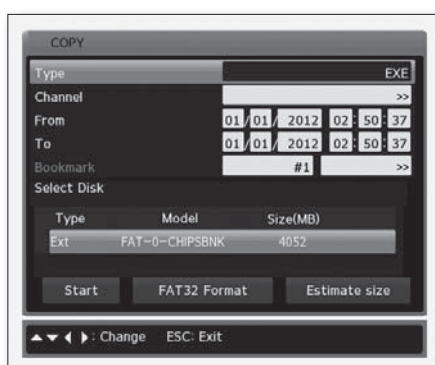 COPY
Type EXE
Channel >>
From 01/01/ 2012 02:50:37
To 01/01/ 2012 02:50:37
Bookmark #1 >>
Select Disk
Type Model Size(MB)
Ext FAT-0-CHIPSBNK 4052
Start FAT32 Format Estimate size
▲▼◀▶: Change ESC: Exit